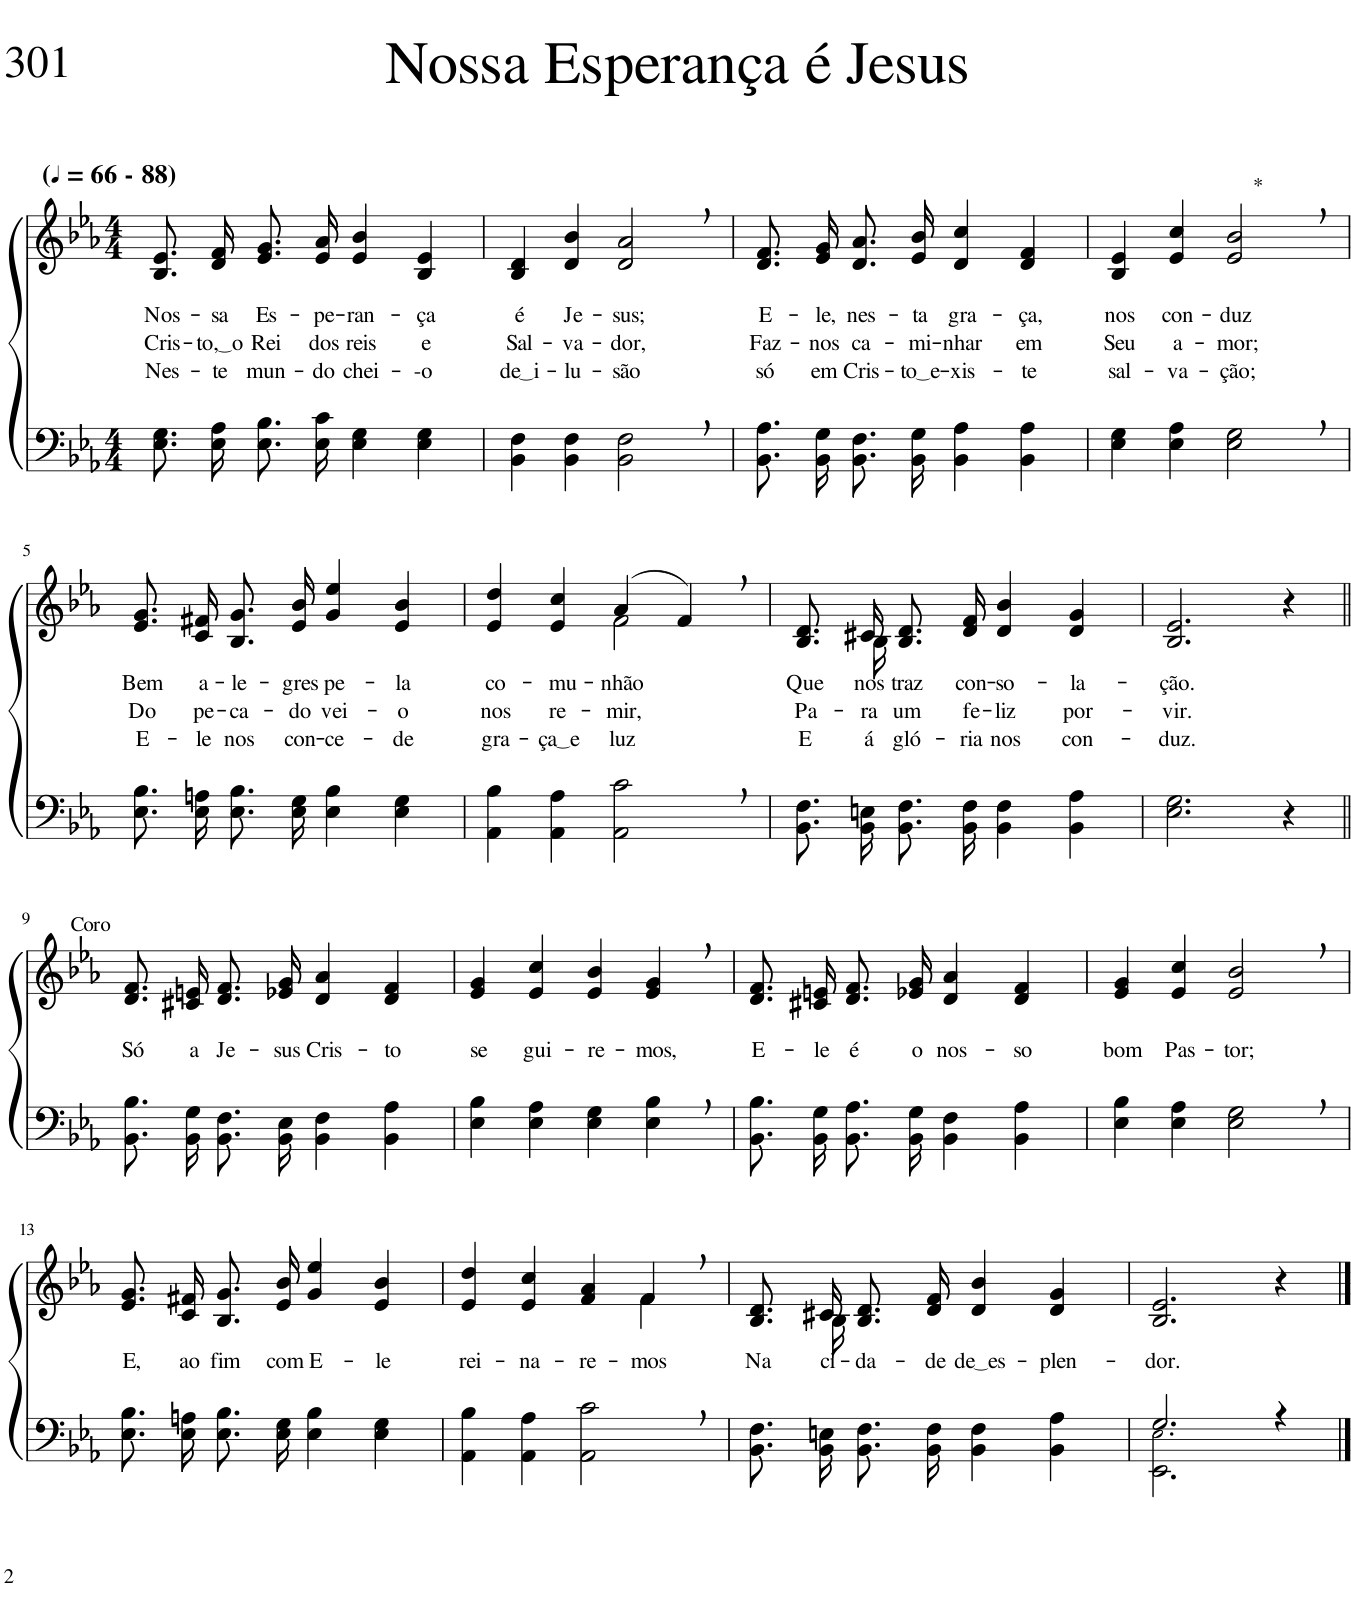 301
Nossa Esperança é Jesus
(♩ = 66 - 88)
*
Nos - sa Es - pe - ran - ça é Je - sus; E - le, nes - ta gra - ça, nos con - duz
Cris - to,‿o Rei dos reis e Sal - va - dor, Faz - nos ca - mi - nhar em Seu a - mor;
Nes - te mun - do chei - -o de‿i - lu - são só em Cris - to‿e - xis - te sal - va - ção;
5
Bem a - le - gres pe - la co - mu - nhão Que nos traz con - so - la - ção.
Do pe - ca - do vei - o nos re - mir, Pa - ra um fe - liz por - vir.
E - le nos con - ce - de gra - ça‿e luz E á gló - ria nos con - duz.
9
Coro
Só a Je - sus Cris - to se gui - re - mos, E - le é o nos - so bom Pas - tor;
13
E, ao fim com E - le rei - na - re - mos Na ci - da - de de‿es - plen - dor.
2